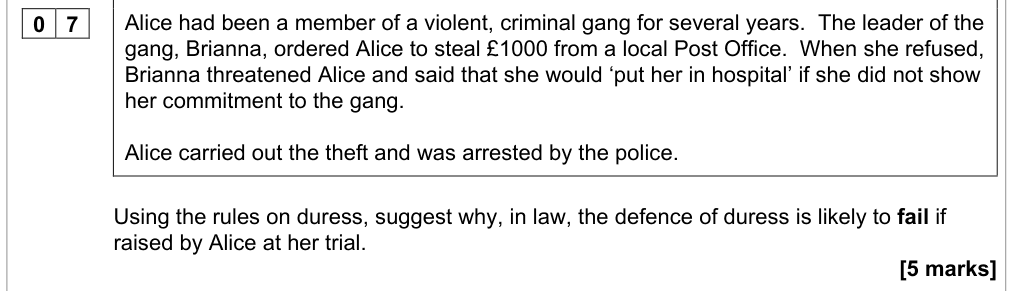 0 7
Alice had been a member of a violent, criminal gang for several years. The leader of the
gang, Brianna, ordered Alice to steal £1000 from a local Post Office. When she refused,
Brianna threatened Alice and said that she would ‘put her in hospital’ if she did not show
her commitment to the gang.
Alice carried out the theft and was arrested by the police.
Using the rules on duress, suggest why, in law, the defence of duress is likely to fail if
raised by Alice at her trial.
[5 marks]